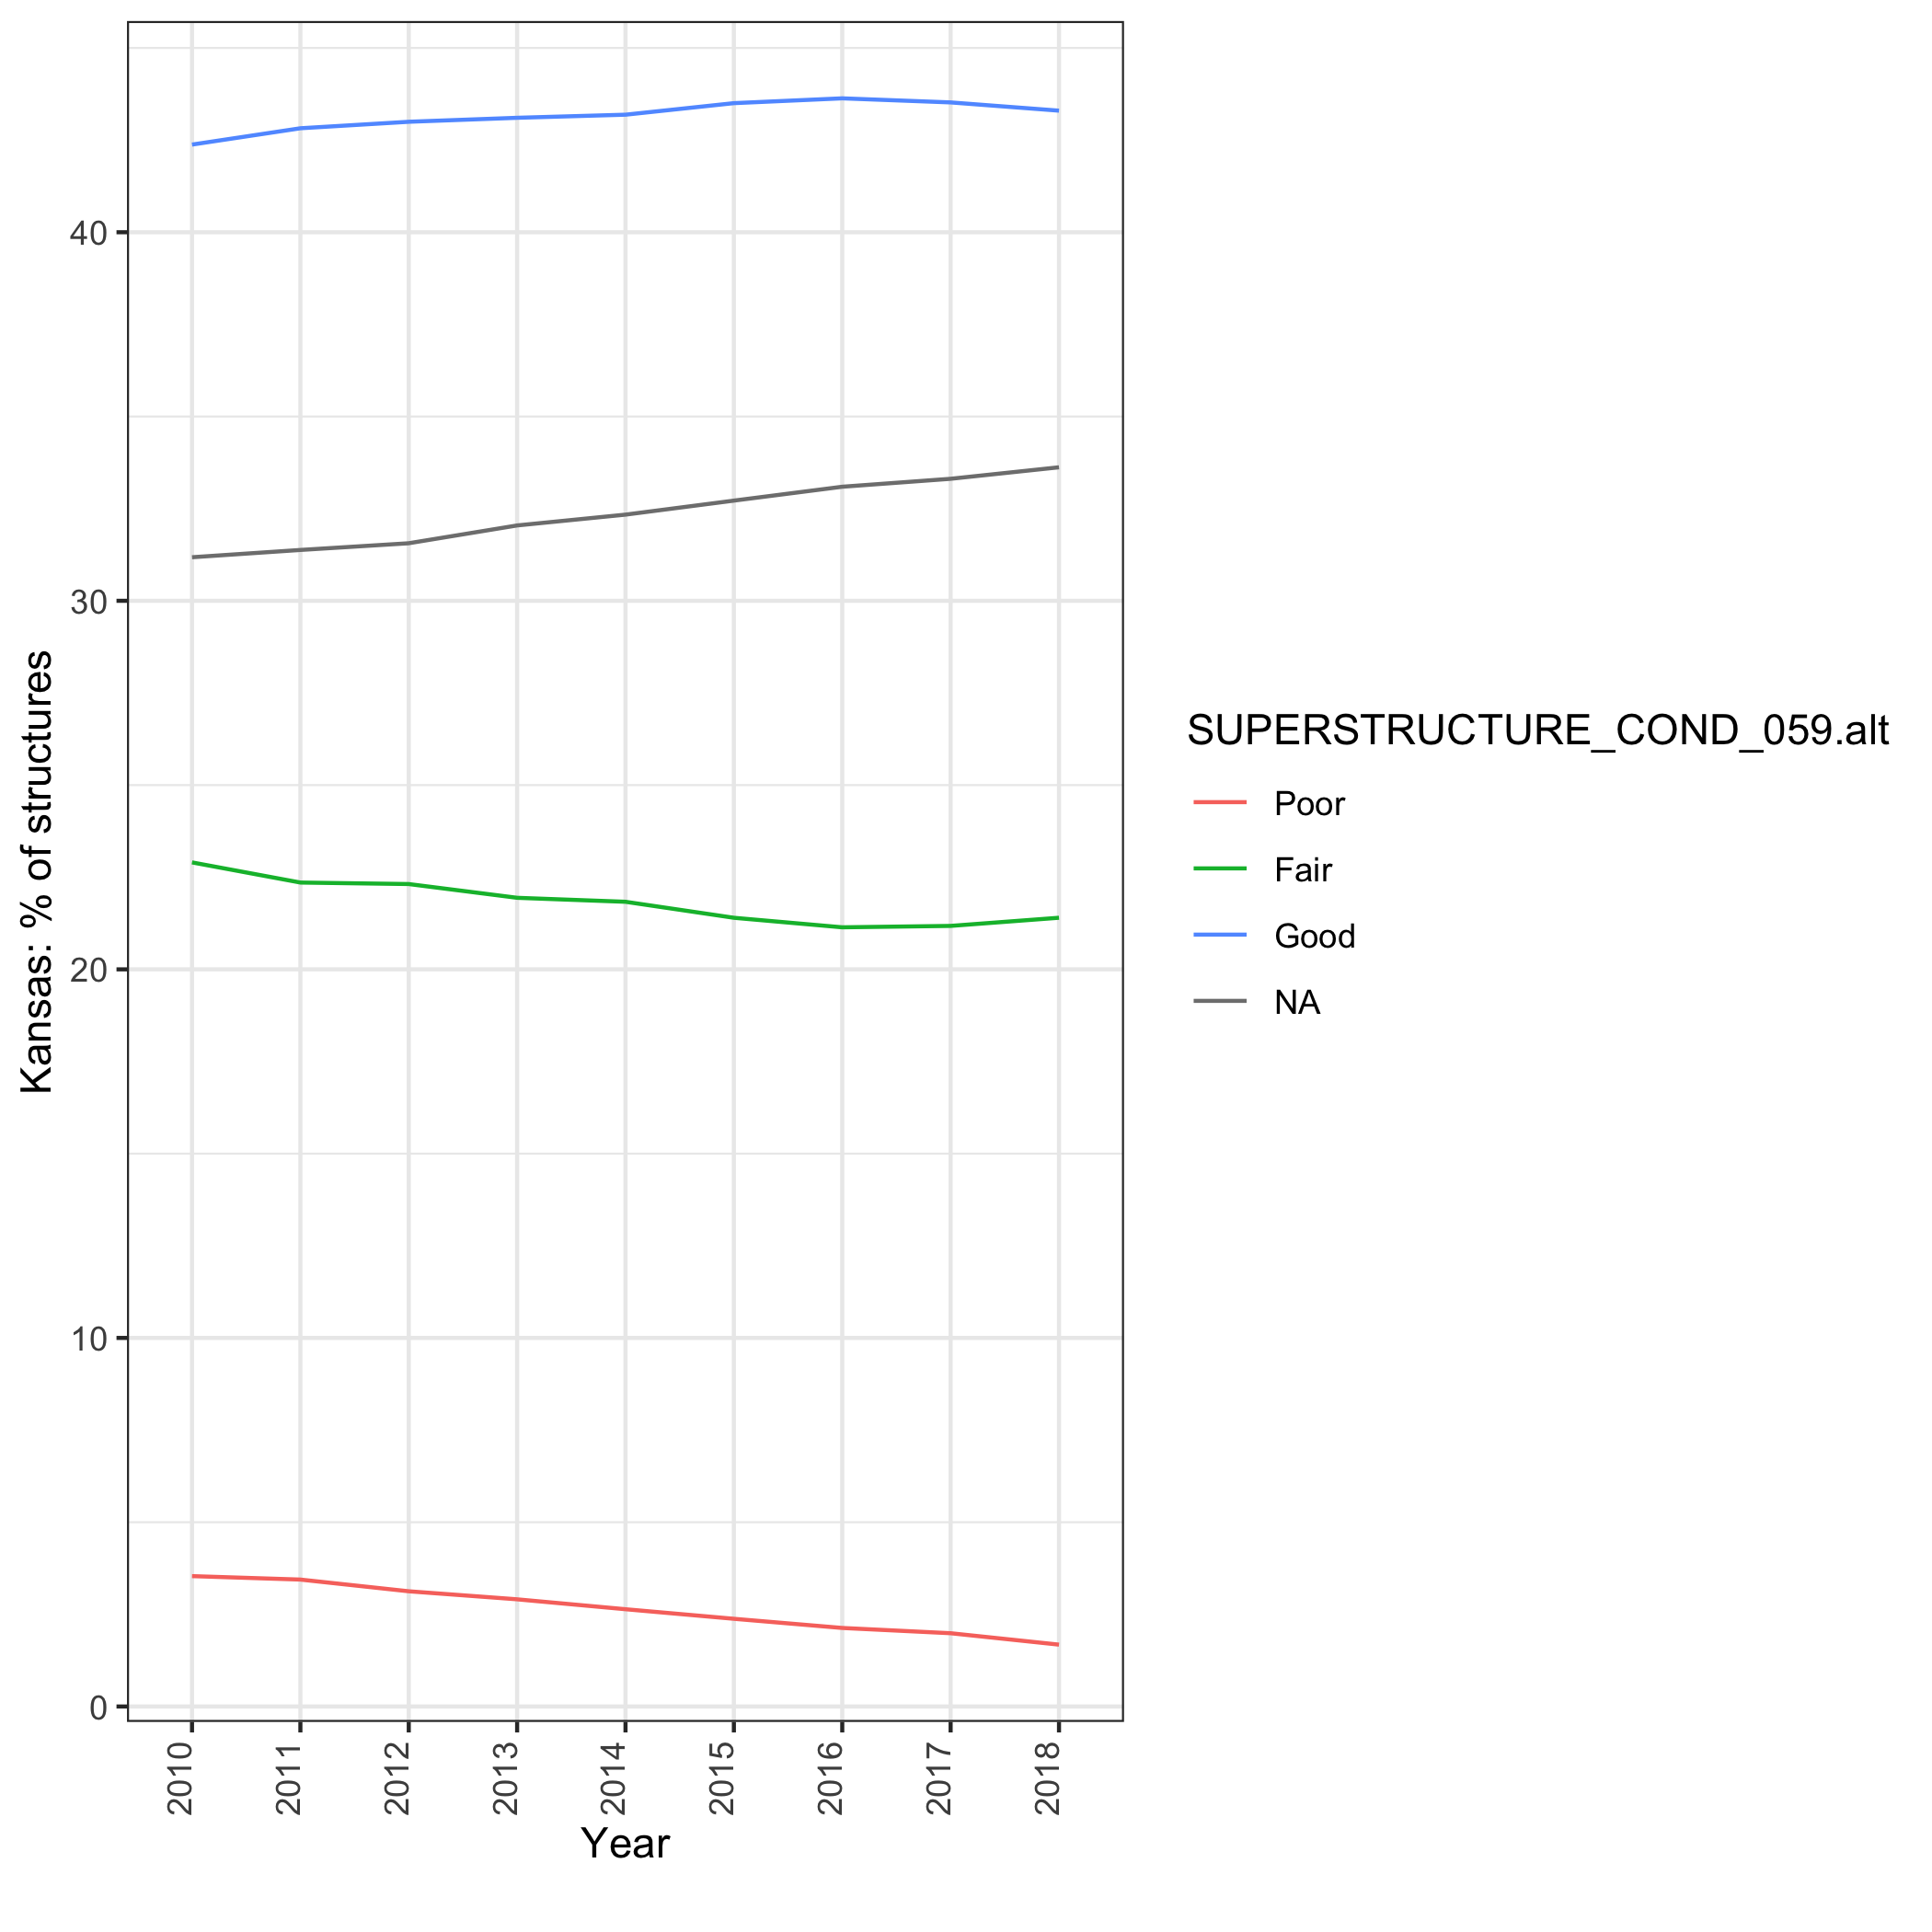 Kansas: % of structures
40
30
20
10
0
2010
2011
2012
2013
2014
2015
2016
2017
2018
Year
SUPERSTRUCTURE_COND_059.alt
Poor
Fair
Good
NA